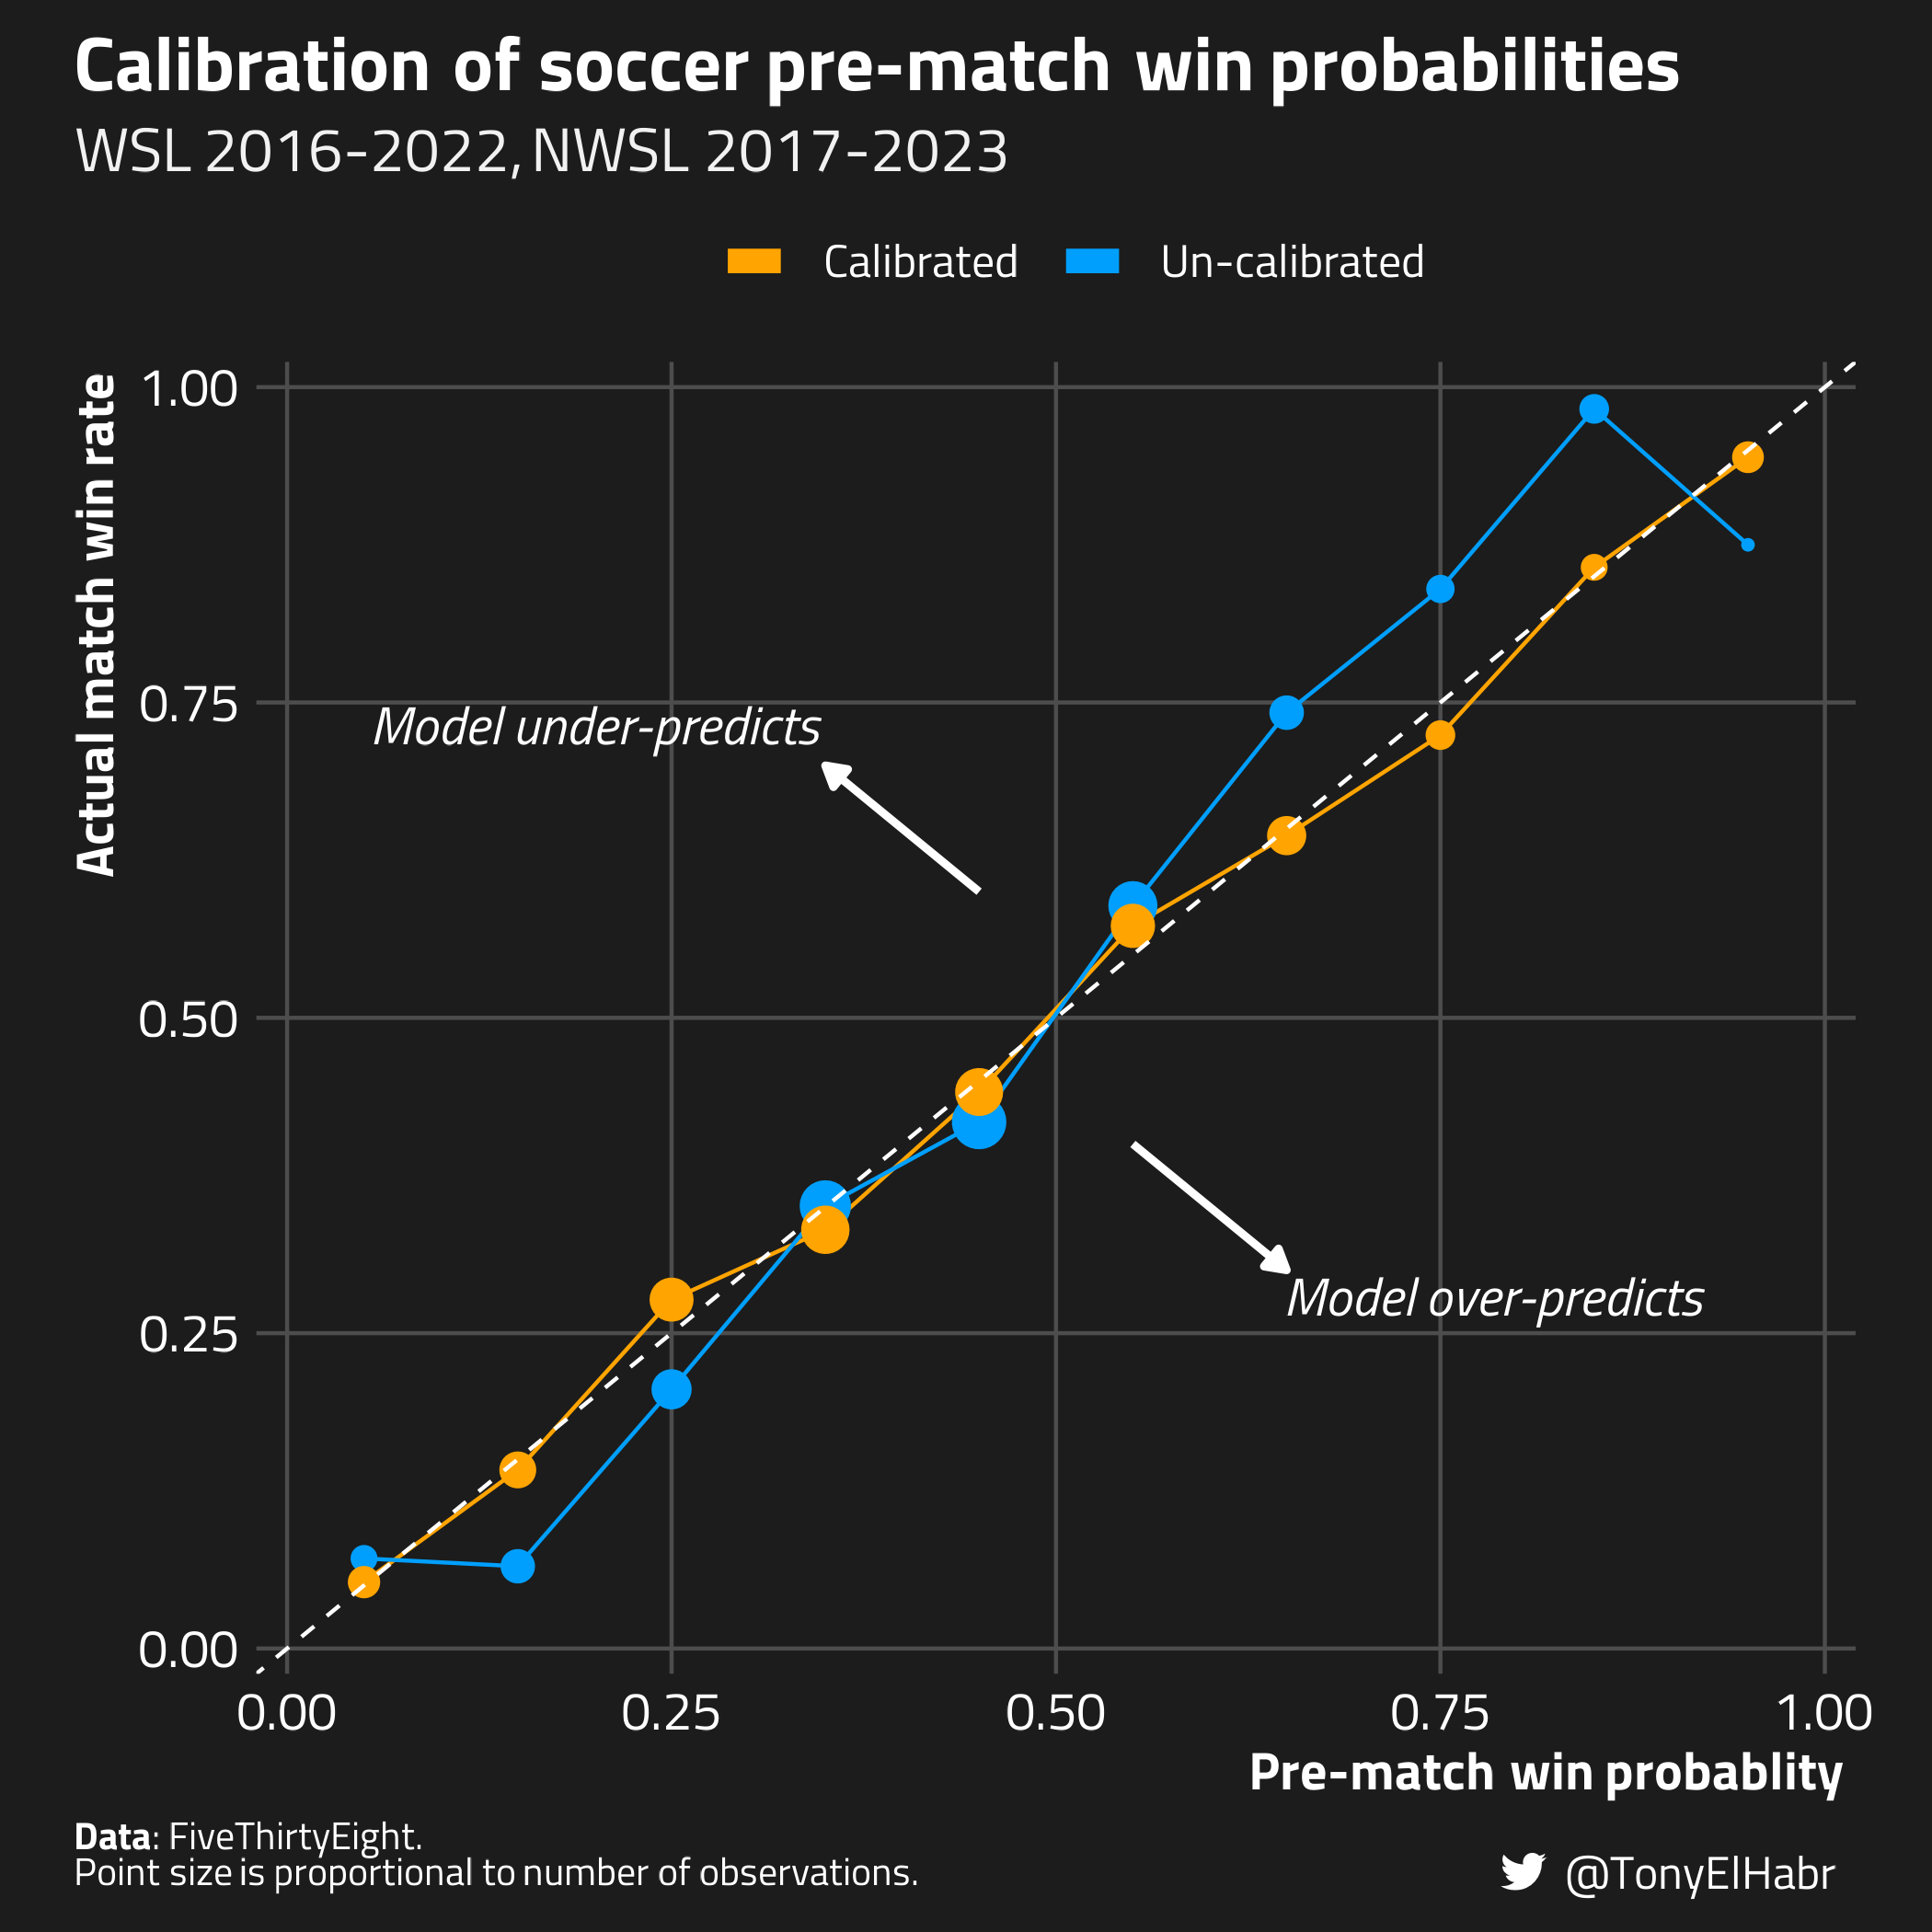 Calibration of soccer pre-match win probabilities
WSL 2016-2022, NWSL 2017-2023
Calibrated
Un-calibrated
Actual match win rate
1.00
0.75
0.50
0.25
0.00
Model under-predicts
Model over-predicts
0.00
0.25
0.50
0.75
1.00
Pre-match win probablity
Data: FiveThirtyEight.
Point size is proportional to number of observations.
@TonyElHabr